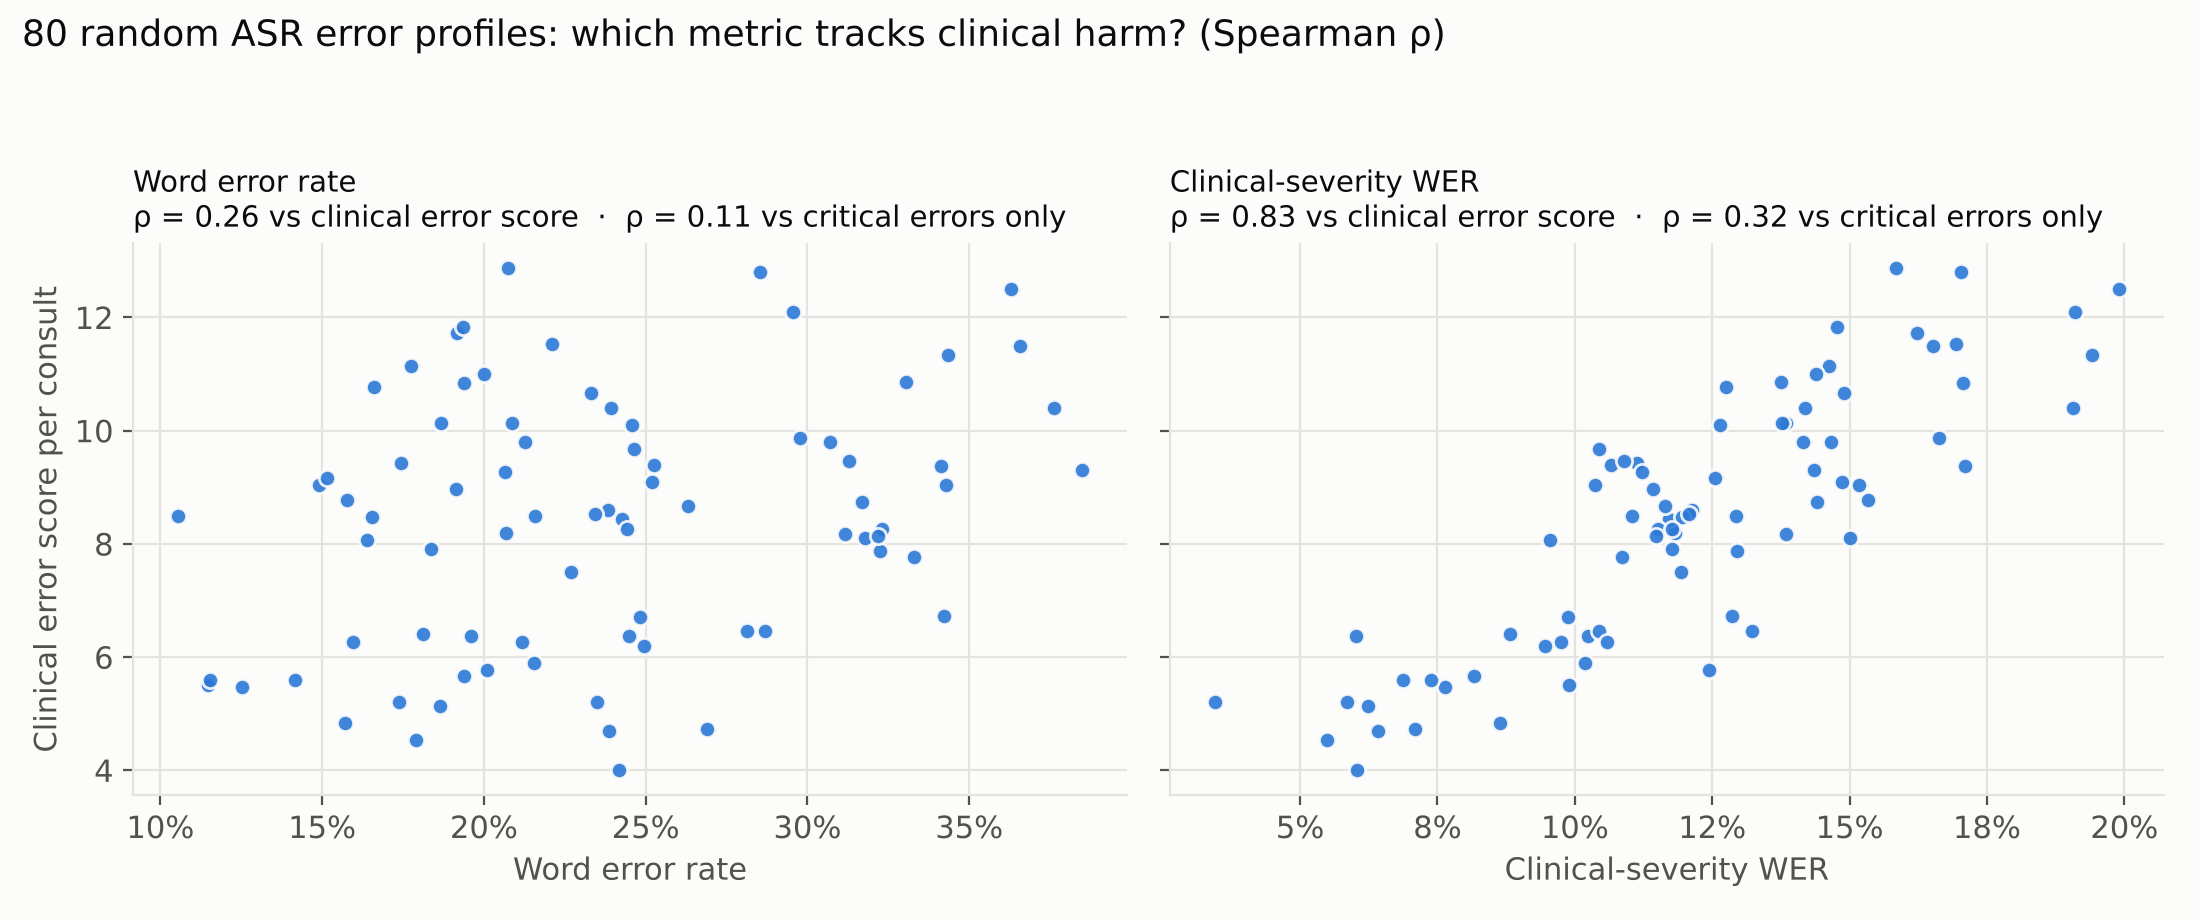 80 random ASR error profiles: which metric tracks clinical harm? (Spearman ρ)
Word error rate
ρ = 0.26 vs clinical error score · ρ = 0.11 vs critical errors only
Clinical-severity WER
ρ = 0.83 vs clinical error score · ρ = 0.32 vs critical errors only
Clinical error score per consult
12
10
8
6
4
10% 15% 20% 25% 30% 35%
Word error rate
5% 8% 10% 12% 15% 18% 20%
Clinical-severity WER